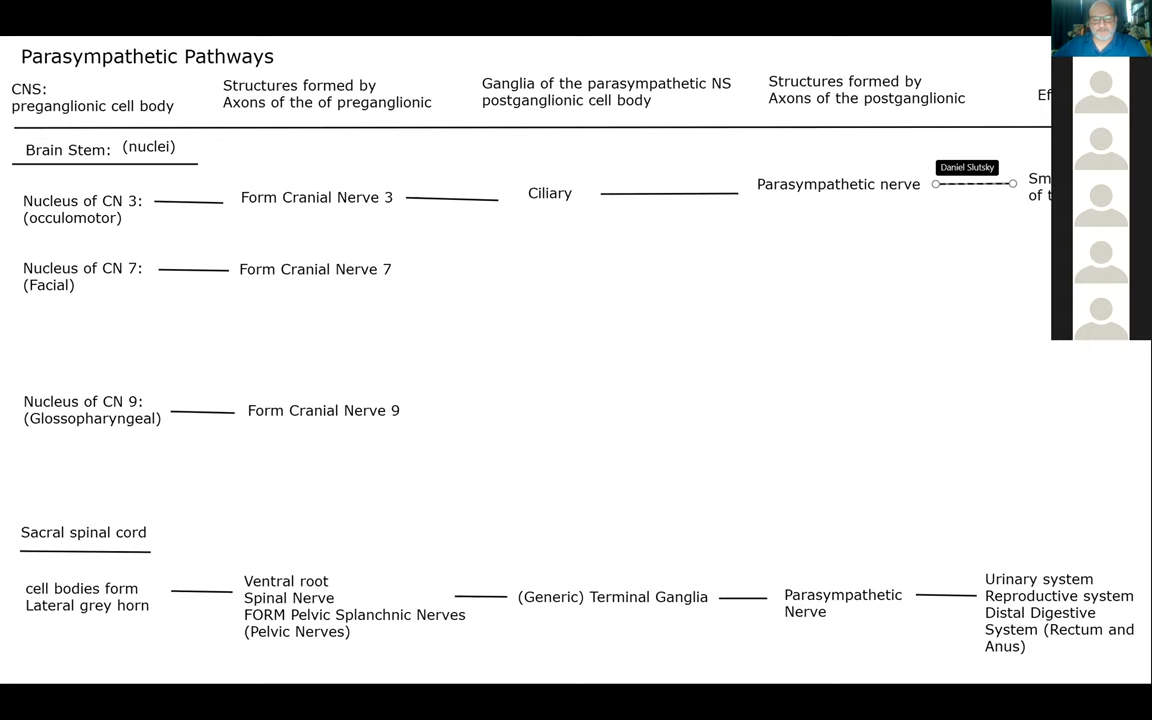 Parasympathetic Pathways
CNS:
preganglionic cell body
Structures formed by
Axons of the of preganglionic
Ganglia of the parasympathetic NS
postganglionic cell body
Structures formed by
Axons of the postganglionic
Brain Stem: (nuclei)
Nucleus of CN 3:
(occulomotor)
Form Cranial Nerve 3
Ciliary
Parasympathetic nerve
Daniel Slutsky
of
Nucleus of CN 7:
(Facial)
Form Cranial Nerve 7
Nucleus of CN 9:
(Glossopharyngeal)
Form Cranial Nerve 9
Sacral spinal cord
cell bodies form
Lateral grey horn
Ventral root
Spinal Nerve
FORM Pelvic Splanchnic Nerves
(Pelvic Nerves)
(Generic) Terminal Ganglia
Parasympathetic
Nerve
Urinary system
Reproductive system
Distal Digestive
System (Rectum and
Anus)